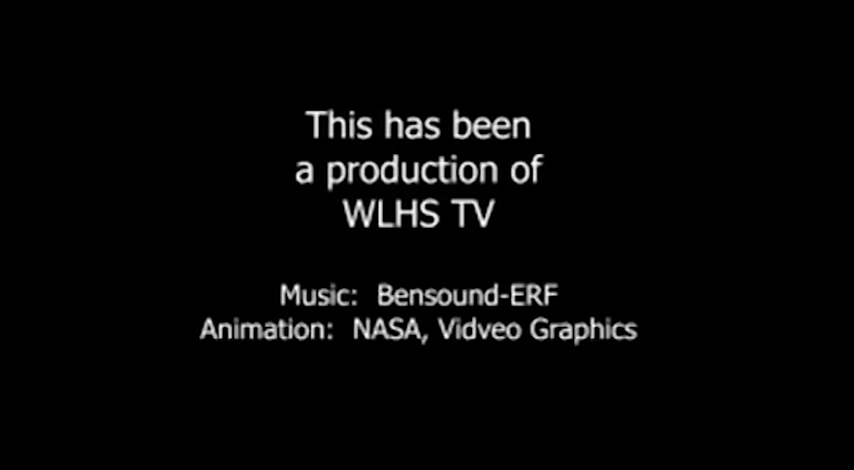 This has been
a production of
WLHS TV
Music: Bensound-ERF
Animation: NASA, Vidveo Graphics